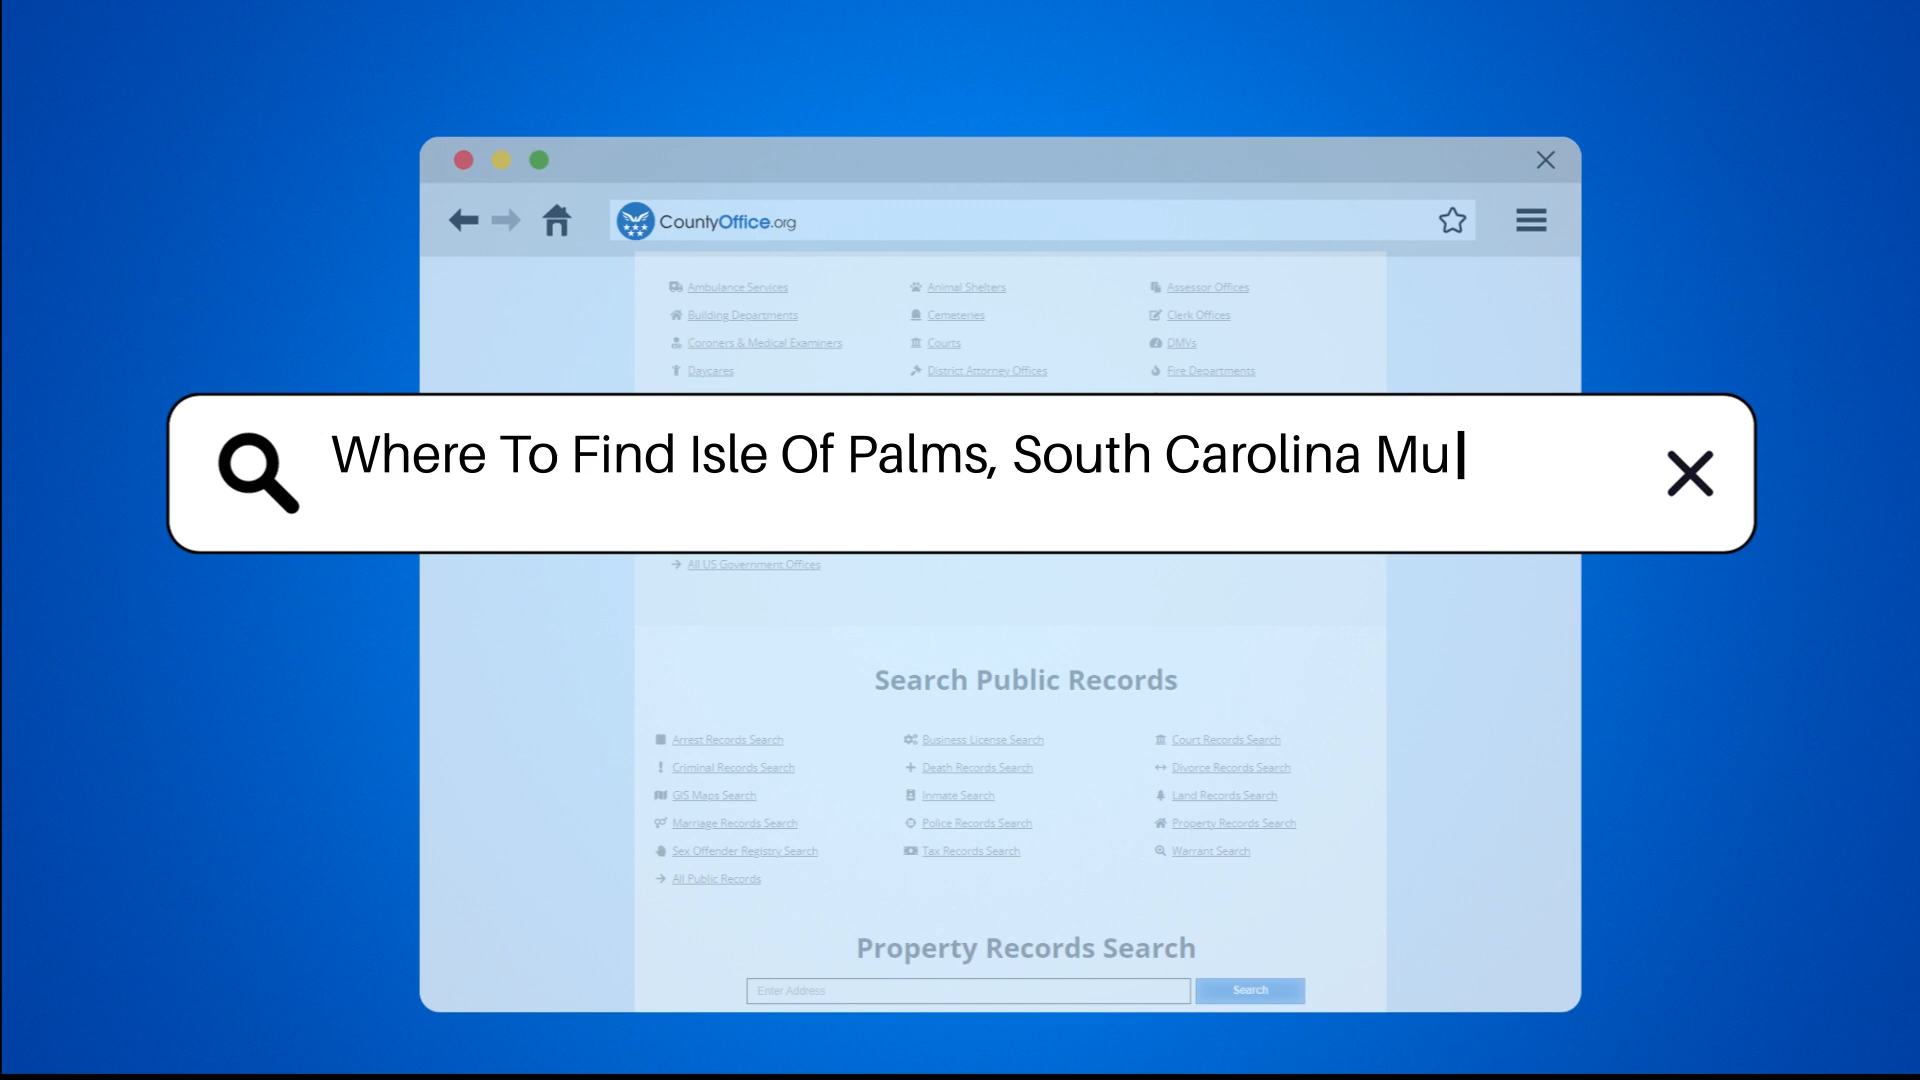 CountyOffice.org
Ambulance Services Animal Shelters Assessor Offices
Building Departments Cemeteries Clerk Offices
Coroners & Medical Examiners Courts DMVs
Daycares District Attorney Offices Fire Departments
Where To Find Isle Of Palms, South Carolina Mu
All US Government Offices
Search Public Records
Arrest Records Search Business License Search Court Records Search
Criminal Records Search Death Records Search Divorce Records Search
GIS Maps Search Inmate Search Land Records Search
Marriage Records Search Police Records Search Property Records Search
Sex Offender Registry Search Tax Records Search Warrant Search
All Public Records
Property Records Search
Enter Address Search